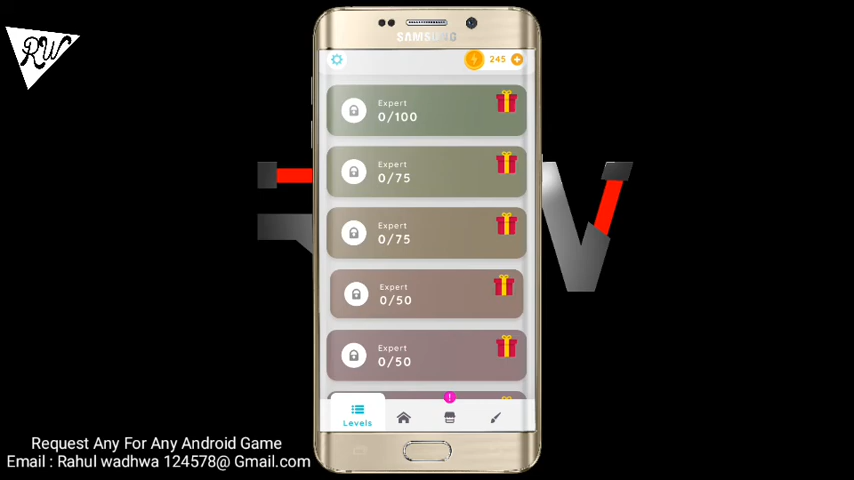 RW
SAMSUNG
245
Expert
0/100
Expert
0/75
Expert
0/75
Expert
0/50
Expert
0/50
!
Levels
Request Any For Any Android Game
Email : Rahul wadhwa 124578@ Gmail.com